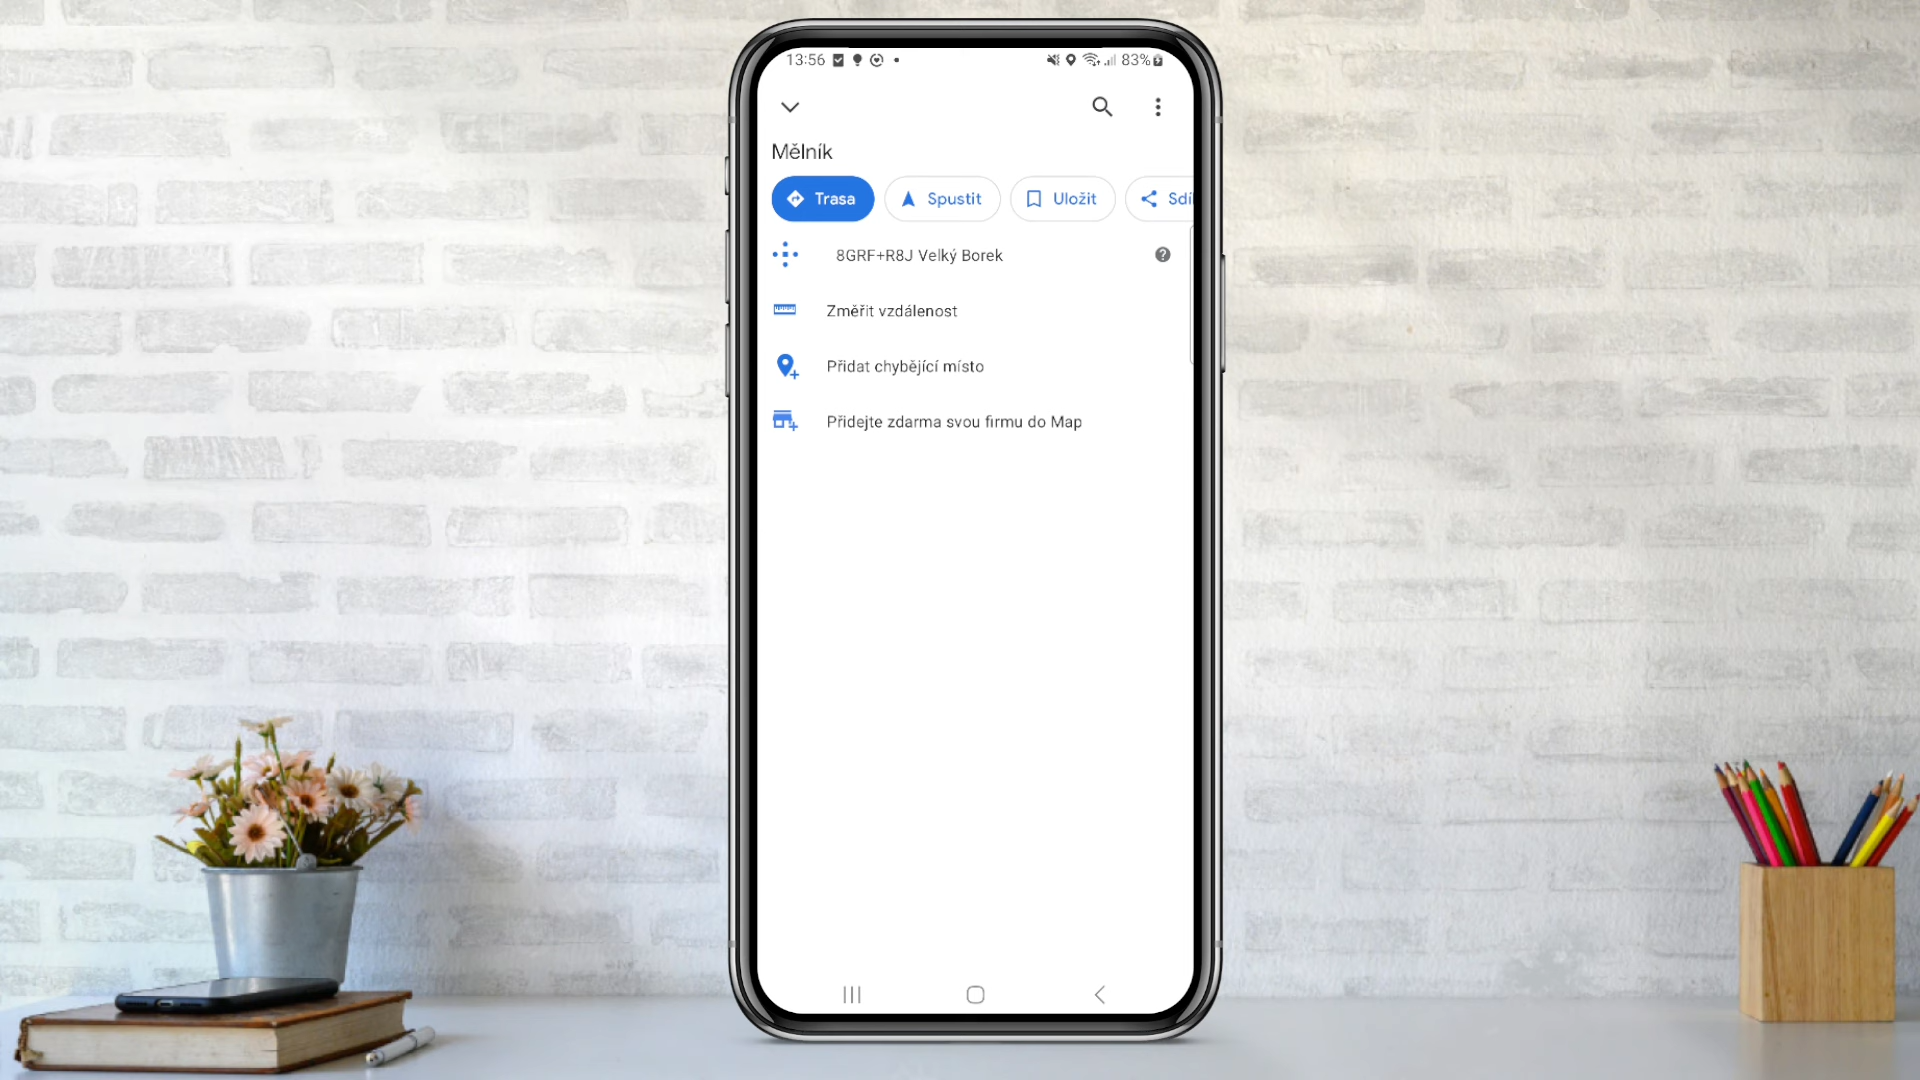 13:56 83%
Mělník
Trasa Spustit Uložit Sdí
8GRF+R8J Velký Borek
Změřit vzdálenost
Přidat chybějící místo
Přidejte zdarma svou firmu do Map